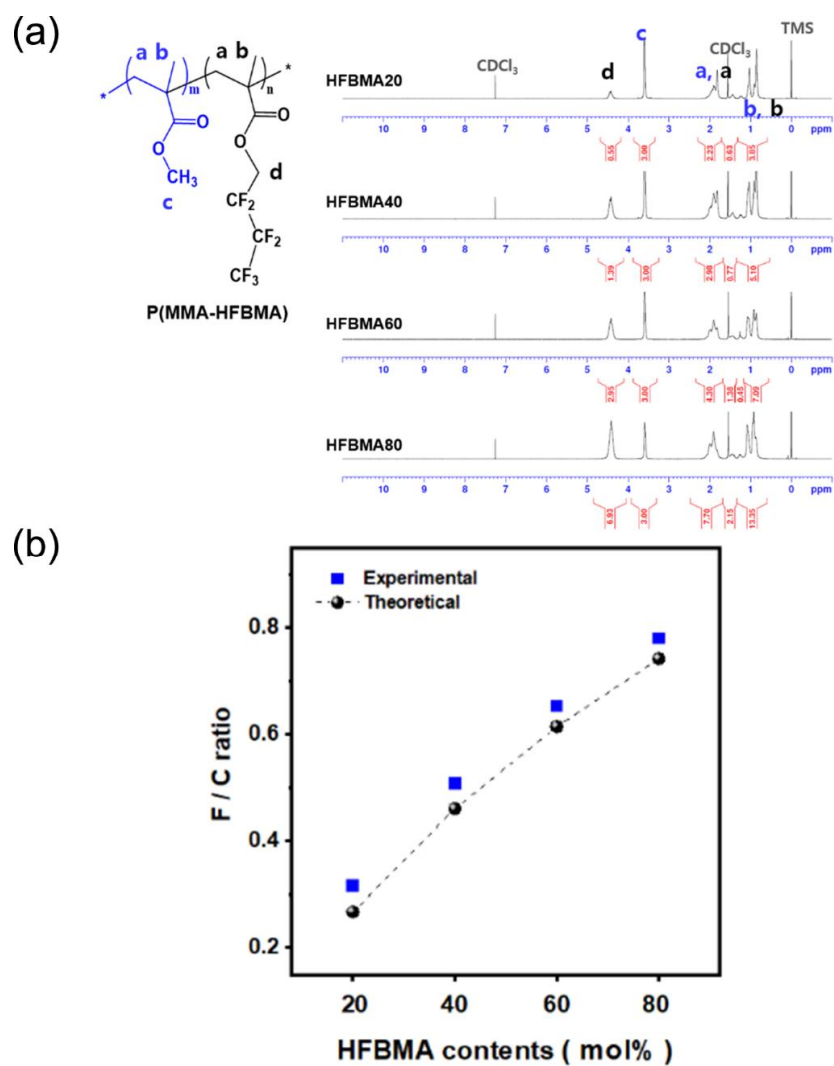 (a)
a b
a b
*
m
n
*
O
O
O
O
CH3
c
d
CF2
CF2
CF3
P(MMA-HFBMA)
HFBMA20
CDCl3
d
c
a, a
CDCl3
b, b
TMS
10 9 8 7 6 5 4 3 2 1 0 ppm
0.55 3.00 2.23 0.63 3.05
HFBMA40
10 9 8 7 6 5 4 3 2 1 0 ppm
1.39 3.00 2.98 0.77 5.10
HFBMA60
10 9 8 7 6 5 4 3 2 1 0 ppm
2.95 3.00 4.30 1.38 0.45 7.09
HFBMA80
10 9 8 7 6 5 4 3 2 1 0 ppm
6.93 3.00 7.70 2.15 13.35
(b)
Experimental
Theoretical
F / C ratio
0.8
0.6
0.4
0.2
20 40 60 80
HFBMA contents ( mol% )